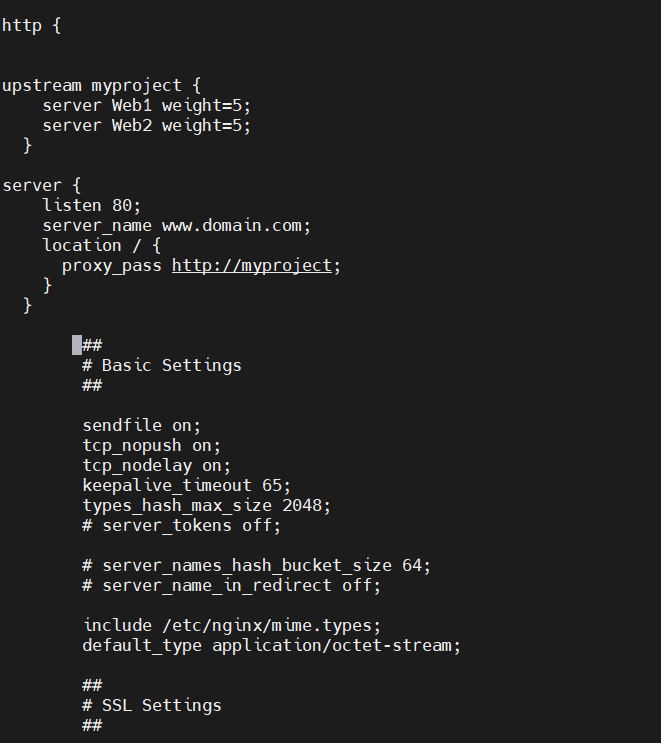 http {
upstream myproject {
server Web1 weight=5;
server Web2 weight=5;
}
server {
listen 80;
server_name www.domain.com;
location / {
proxy_pass http://myproject;
}
}
##
# Basic Settings
##
sendfile on;
tcp_nopush on;
tcp_nodelay on;
keepalive_timeout 65;
types_hash_max_size 2048;
# server_tokens off;
# server_names_hash_bucket_size 64;
# server_name_in_redirect off;
include /etc/nginx/mime.types;
default_type application/octet-stream;
##
# SSL Settings
##